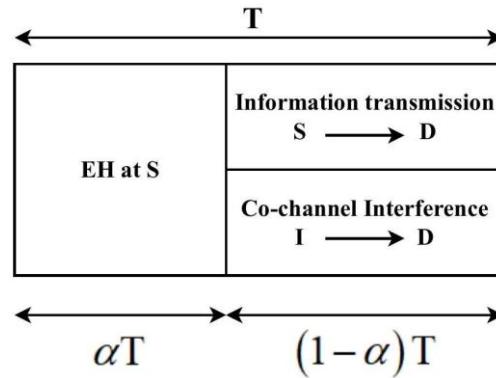 T
EH at S
Information transmission
S ⟶ D
Co-channel Interference
I ⟶ D
αT
(1-α)T